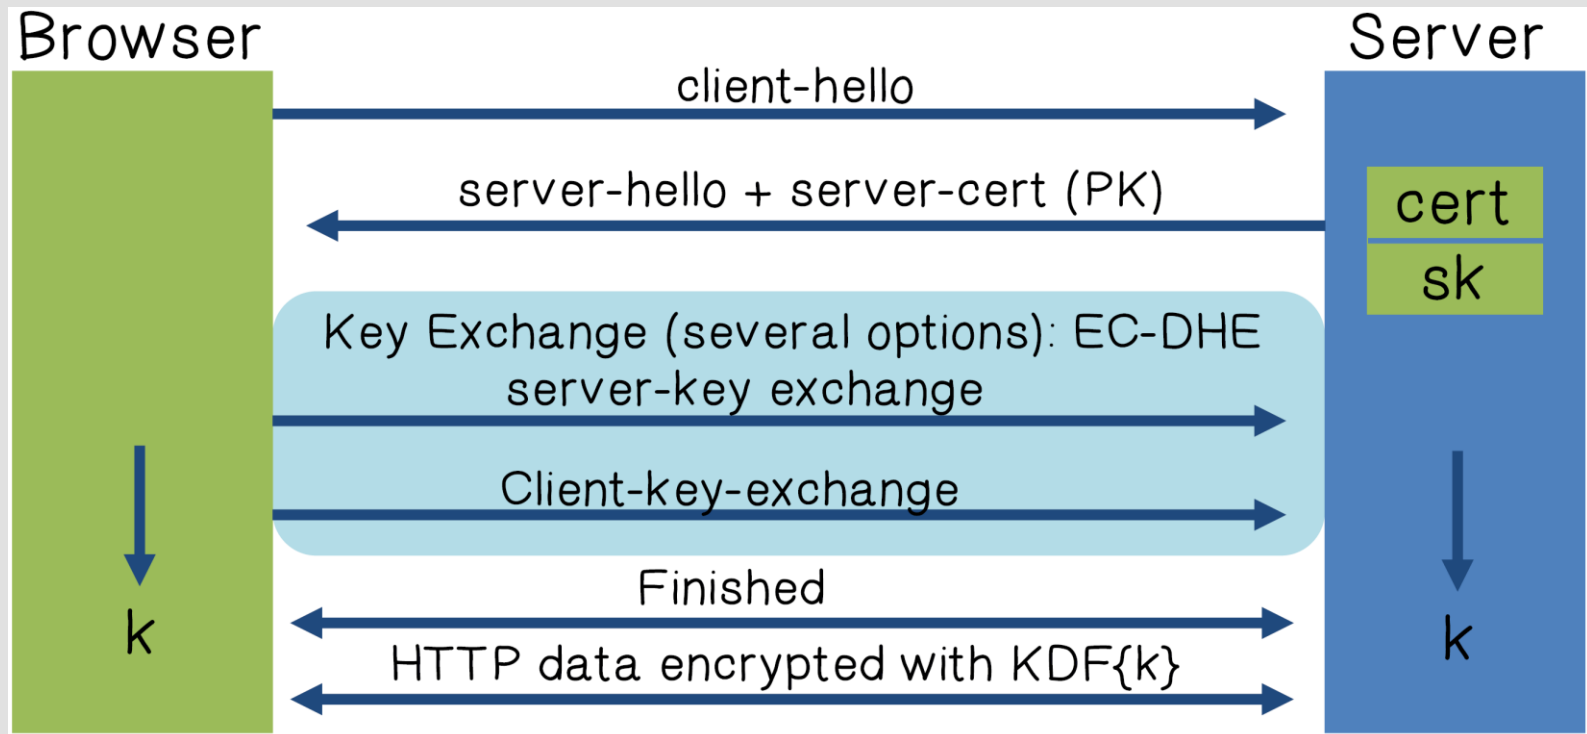 Browser
Server
client-hello
server-hello + server-cert (PK)
cert
sk
Key Exchange (several options): EC-DHE
server-key exchange
Client-key-exchange
Finished
k
k
HTTP data encrypted with KDF{k}